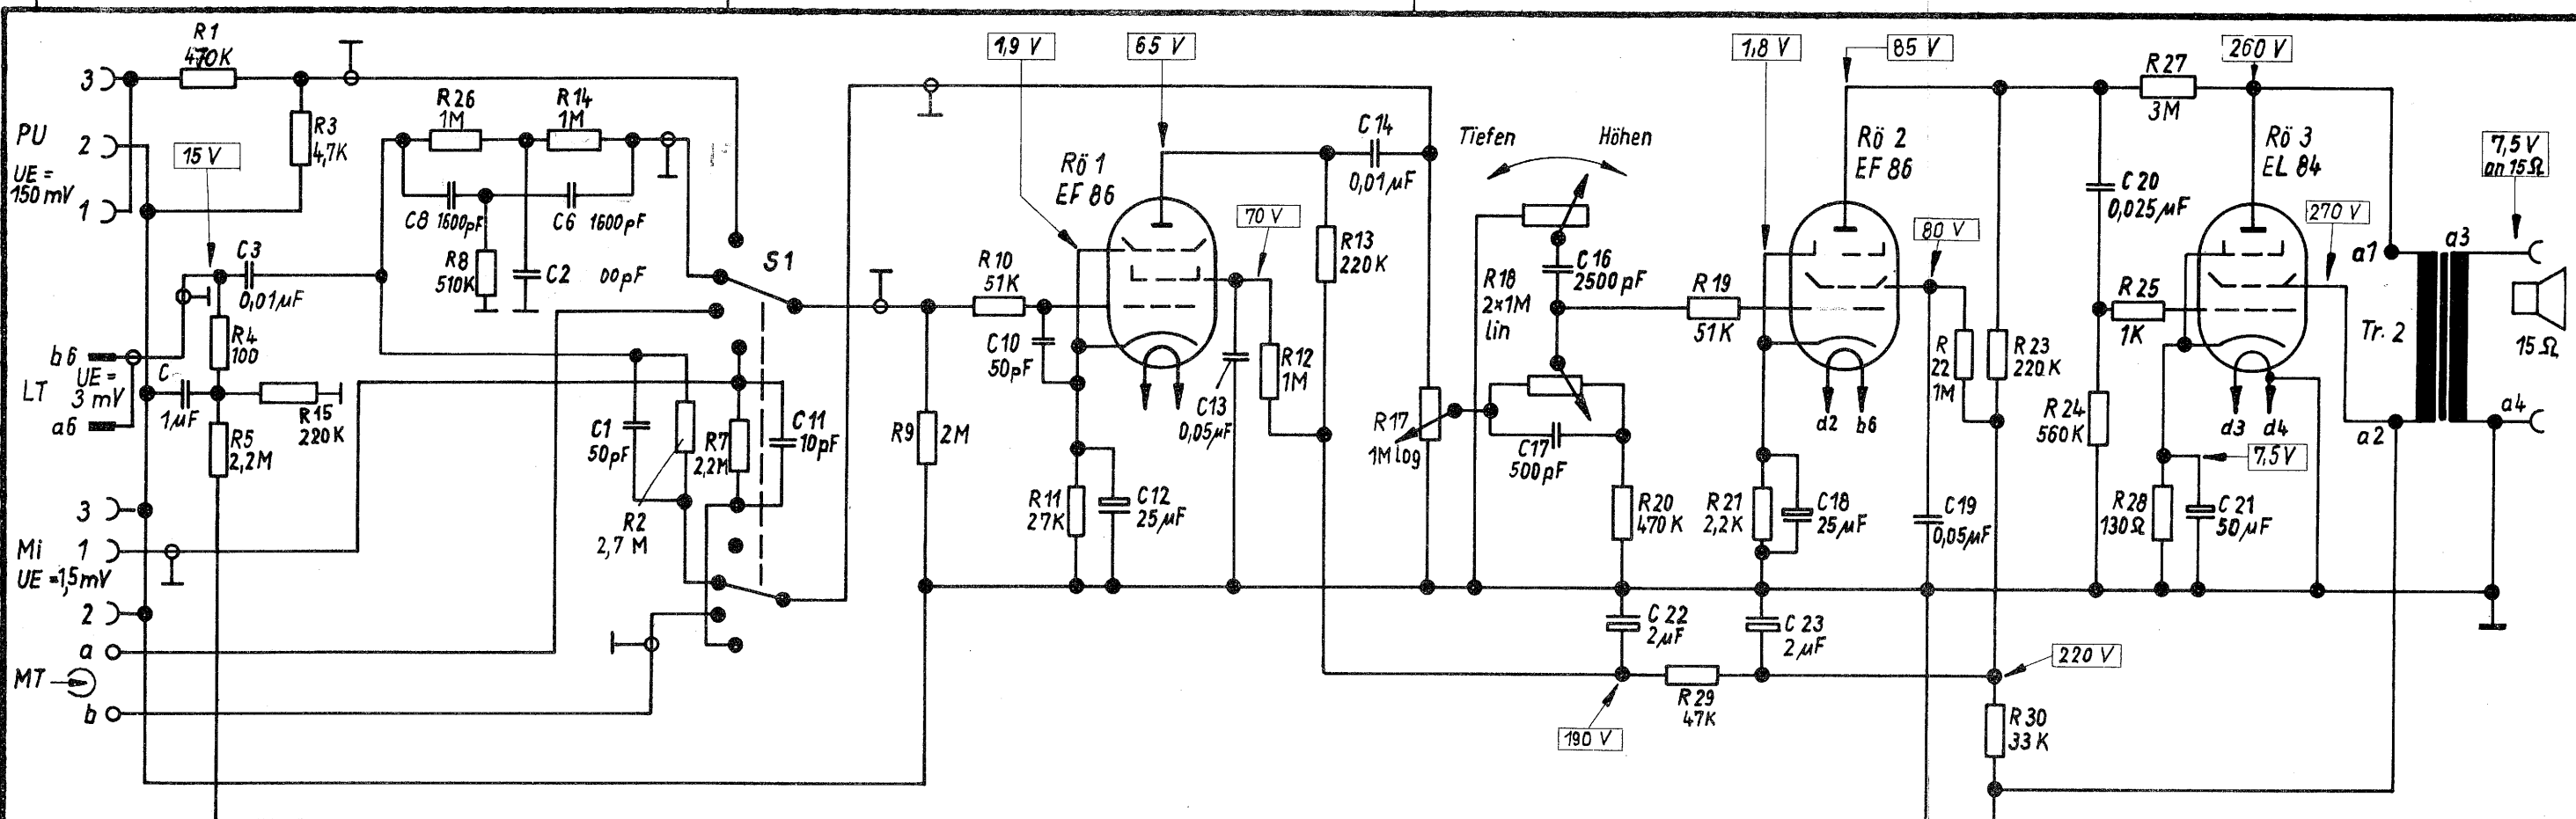 R1
470K
3
PU
2
UE =
150 mV
1
R3
4,7K
15 V
R26
1M
R14
1M
C8 1600pF
C6 1600pF
R8
510K
C2
00pF
C3
0,01µF
R4
100
b6
UE =
LT 3 mV
a6
C
1µF
R15
220K
R5
2,2M
3
Mi 1
UE =1,5mV
2
a
MT
b
S1
C1
50pF
R2
2,7 M
R7
2,2M
C11
10pF
R9
2M
1,9 V
65 V
Rö 1
EF 86
R10
51K
C10
50pF
70 V
R12
1M
C13
0,05µF
R11
27K
C12
25µF
R13
220K
C14
0,01µF
R17
1M log
Tiefen
Höhen
R18
2x1M
lin
C16
2500pF
C17
500pF
R19
51K
R20
470K
1,8 V
85 V
Rö 2
EF 86
80 V
d2 b6
R
22
1M
R23
220K
R21
2,2K
C18
25µF
C19
0,05µF
C22
2µF
C23
2µF
R29
47K
190 V
220 V
R30
33K
R27
3M
260 V
C20
0,025µF
Rö 3
EL 84
270 V
R25
1K
R24
560K
d3 d4
7,5V
R28
130Ω
C21
50µF
7,5 V
an 15Ω
a1
a3
Tr. 2
a2
a4
15Ω